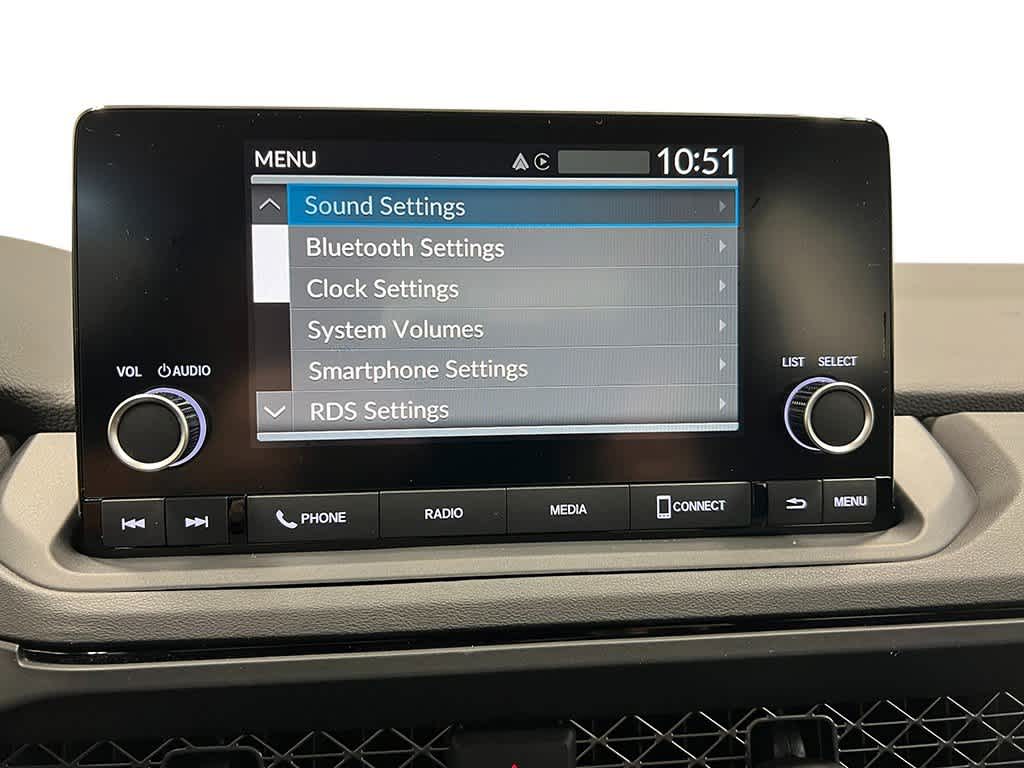 MENU 10:51
Sound Settings
Bluetooth Settings
Clock Settings
System Volumes
Smartphone Settings
RDS Settings
VOL AUDIO
LIST SELECT
PHONE RADIO MEDIA CONNECT MENU